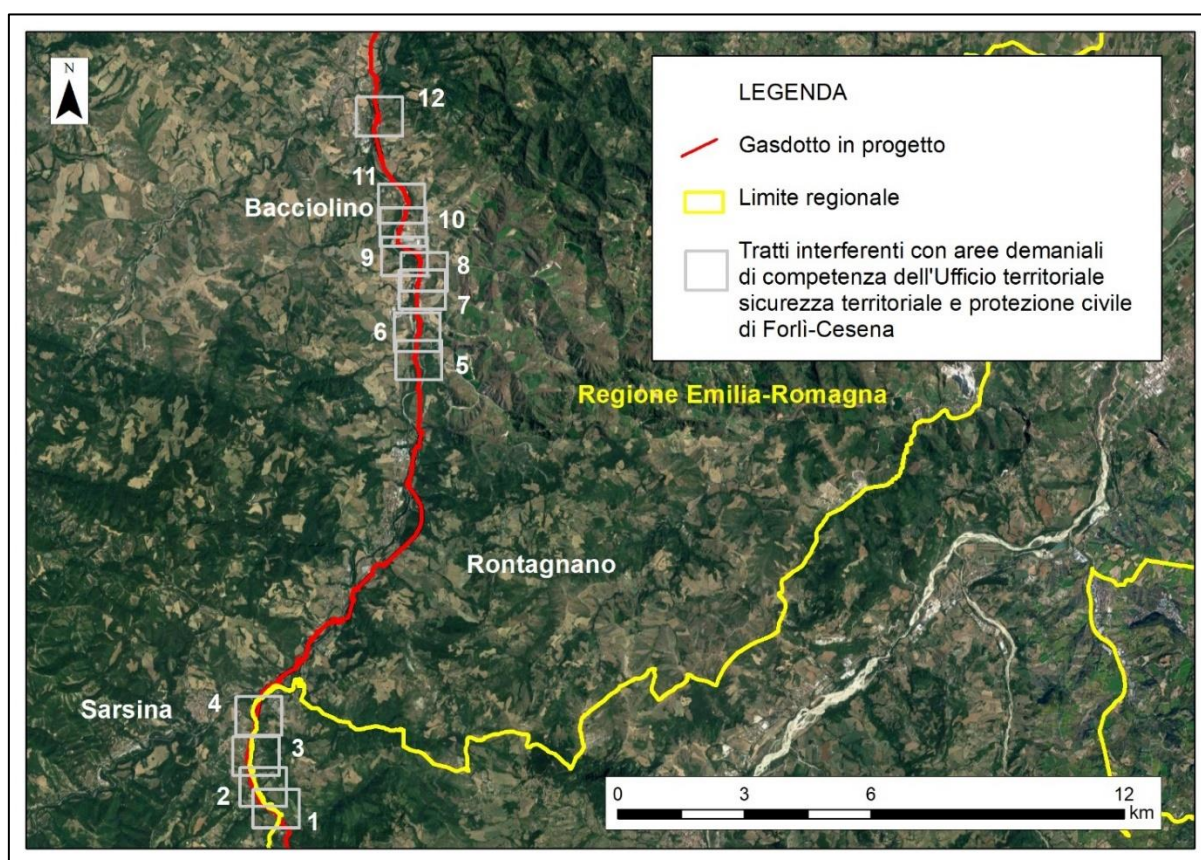 N
LEGENDA
Gasdotto in progetto
Limite regionale
Tratti interferenti con aree demaniali
di competenza dell'Ufficio territoriale
sicurezza territoriale e protezione civile
di Forlì-Cesena
12
11
Bacciolino
10
9
8
7
6
5
Regione Emilia-Romagna
Rontagnano
4
Sarsina
3
2
1
0 3 6 12
km